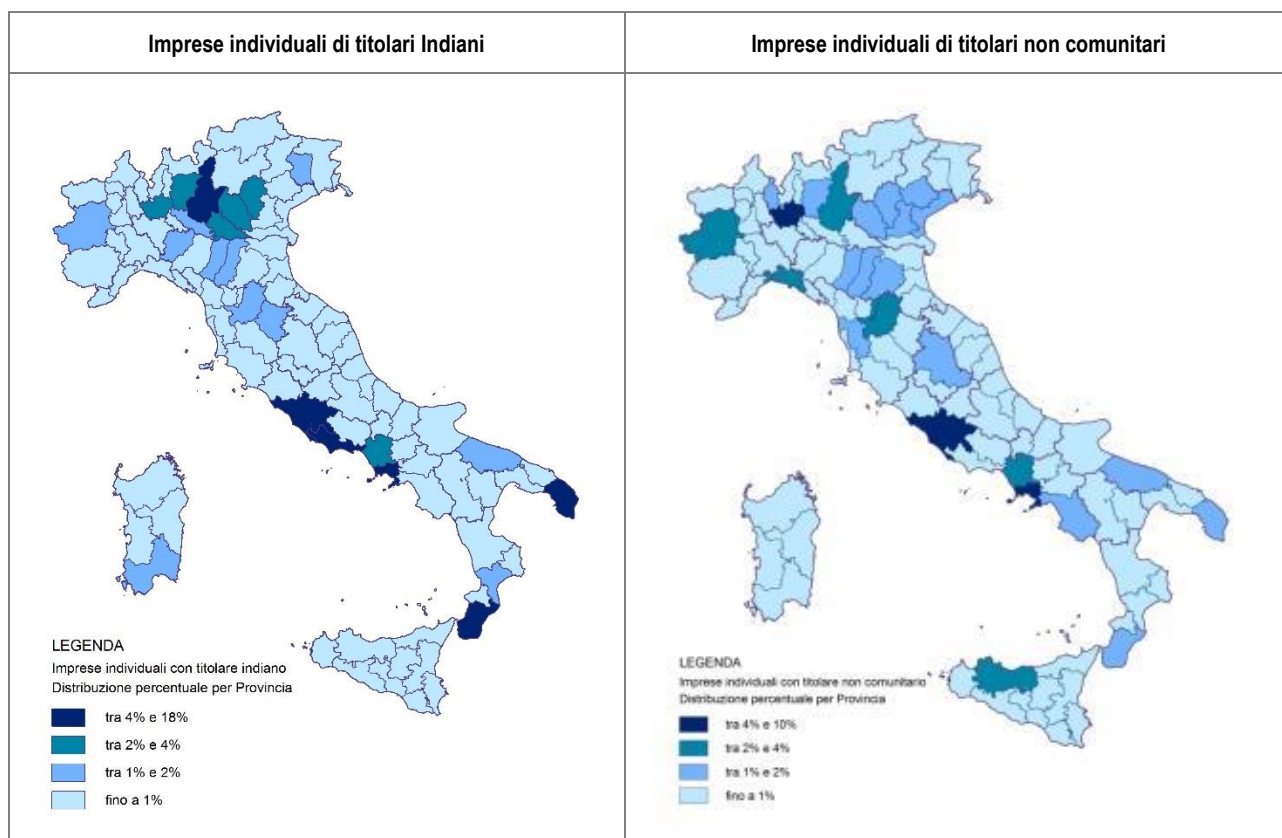 Imprese individuali di titolari Indiani
Imprese individuali di titolari non comunitari
LEGENDA
Imprese individuali con titolare indiano
Distribuzione percentuale per Provincia
tra 4% e 18%
tra 2% e 4%
tra 1% e 2%
fino a 1%
LEGENDA
Imprese individuali con titolare non comunitario
Distribuzione percentuale per Provincia
tra 4% e 10%
tra 2% e 4%
tra 1% e 2%
fino a 1%